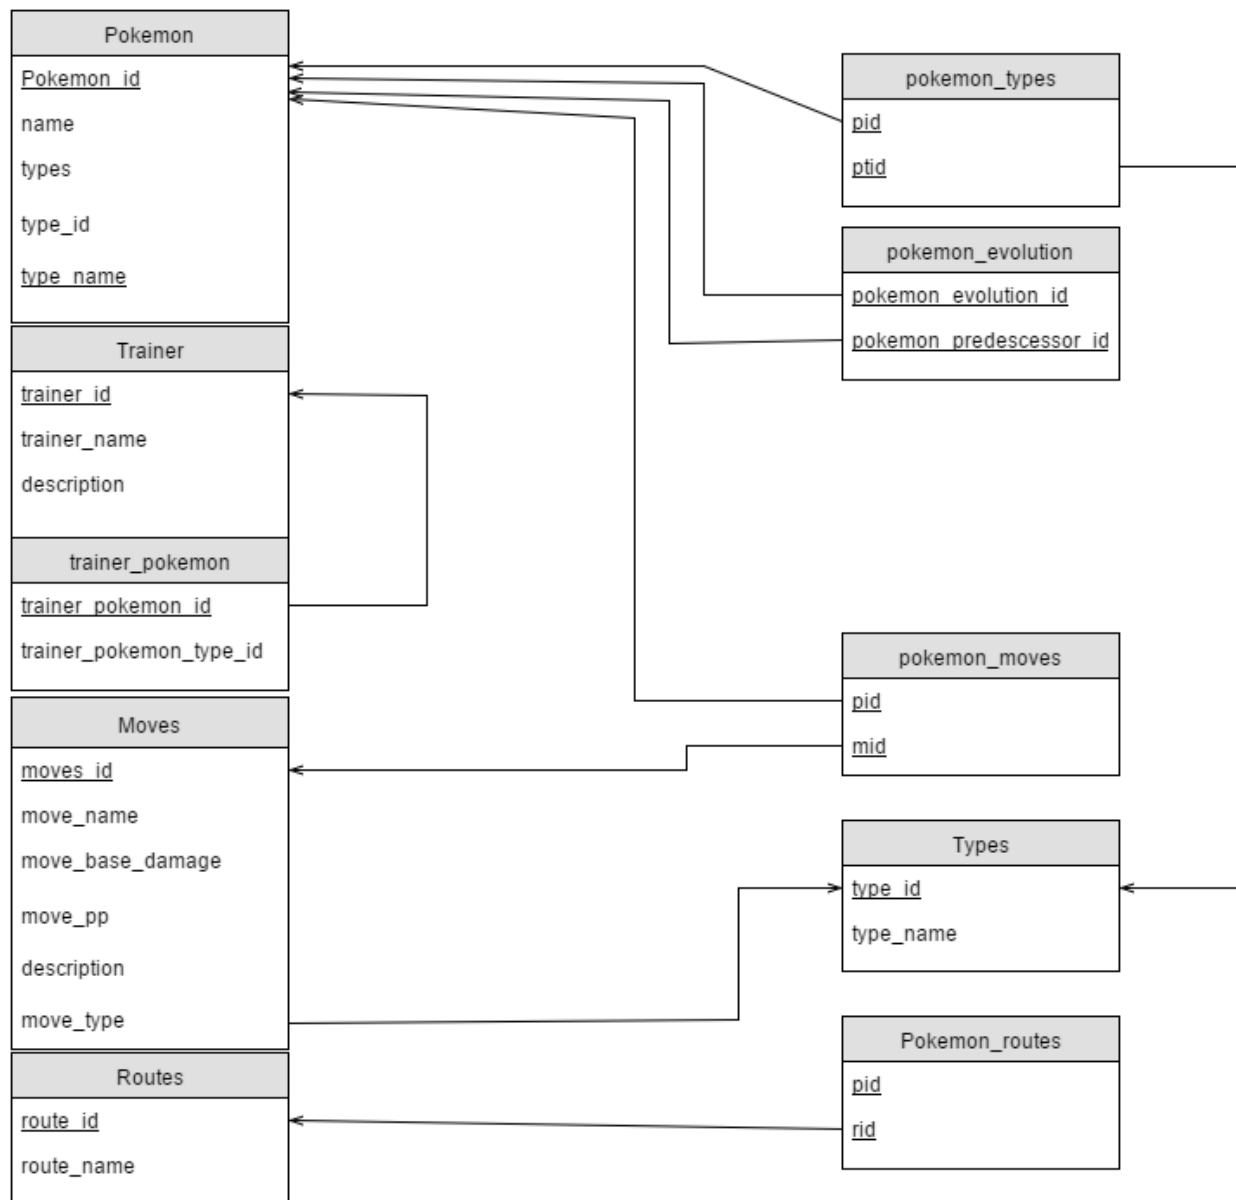 Pokemon
Pokemon_id
name
types
type_id
type_name
Trainer
trainer_id
trainer_name
description
trainer_pokemon
trainer_pokemon_id
trainer_pokemon_type_id
Moves
moves_id
move_name
move_base_damage
move_pp
description
move_type
Routes
route_id
route_name
pokemon_types
pid
ptid
pokemon_evolution
pokemon_evolution_id
pokemon_predescessor_id
pokemon_moves
pid
mid
Types
type_id
type_name
Pokemon_routes
pid
rid